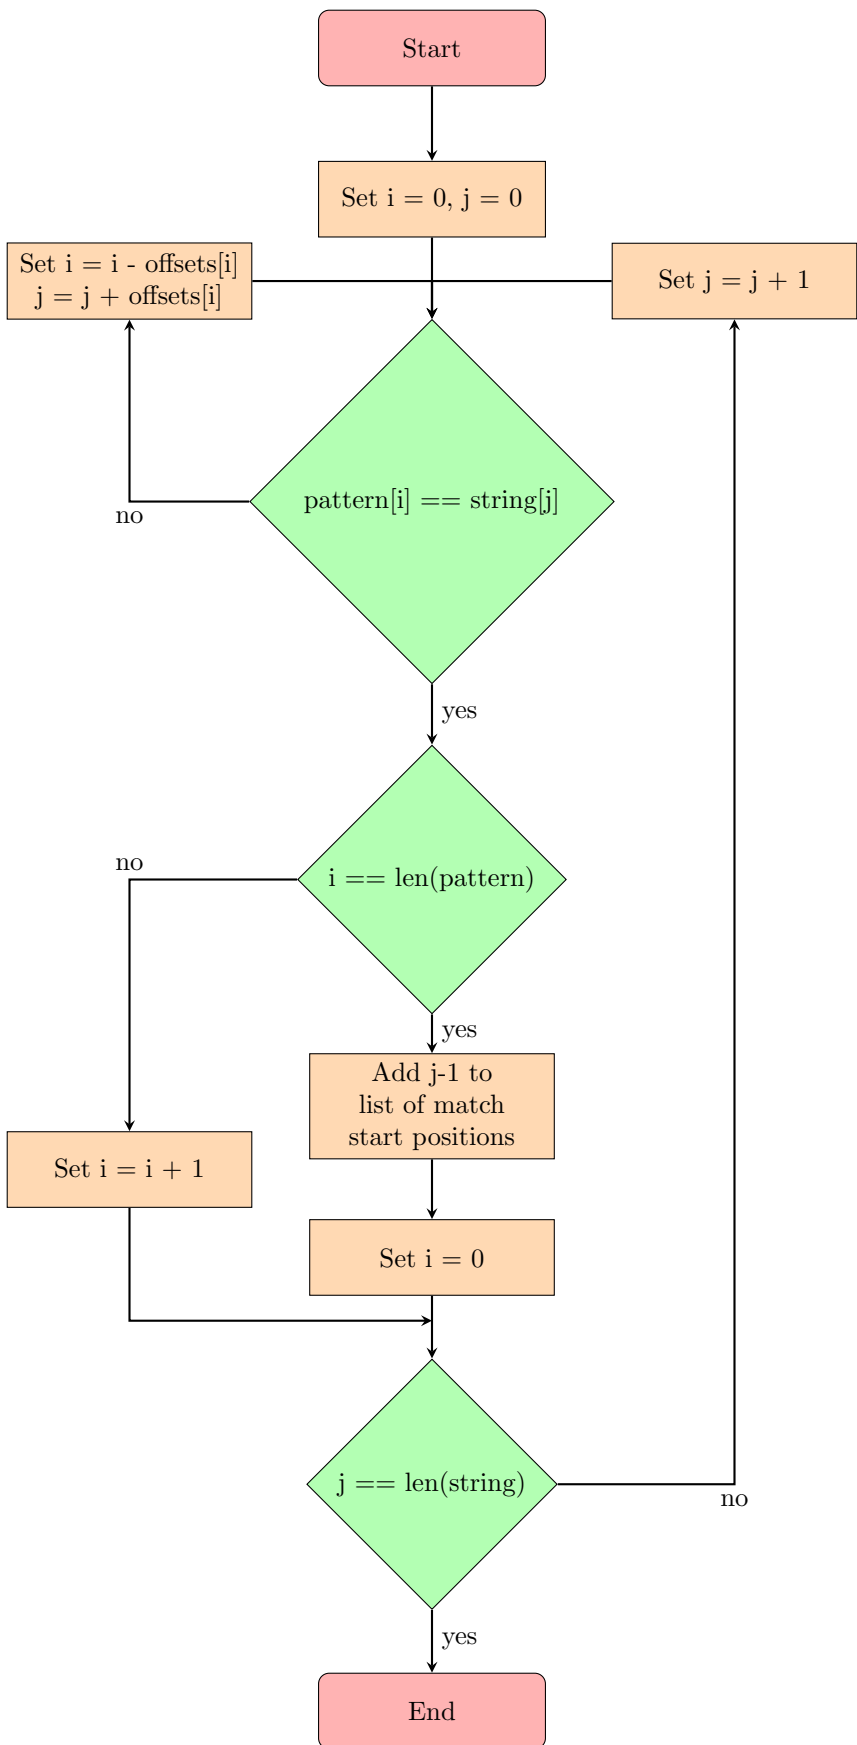 Start
Set i = 0, j = 0
Set i = i - offsets[i]
j = j + offsets[i]
Set j = j + 1
pattern[i] == string[j]
no
yes
no
i == len(pattern)
yes
Add j-1 to
list of match
start positions
Set i = i + 1
Set i = 0
j == len(string)
no
yes
End